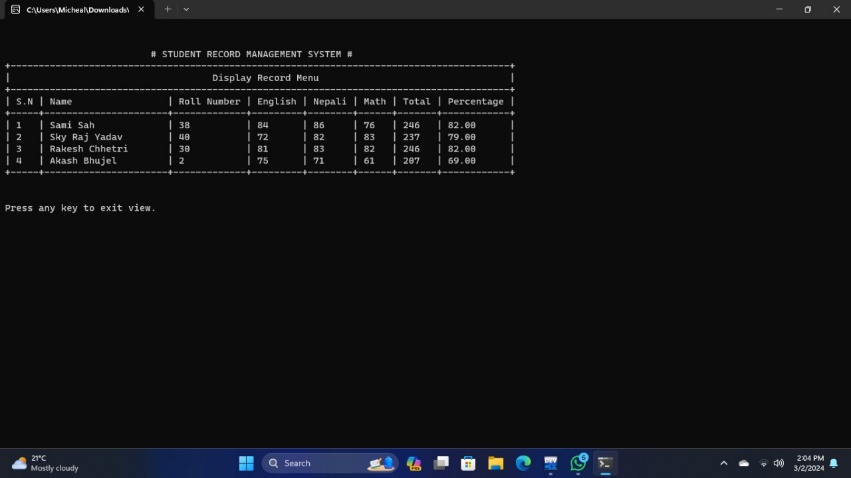 C:\Users\Micheal\Downloads\
# STUDENT RECORD MANAGEMENT SYSTEM #
Display Record Menu
| S.N | Name | Roll Number | English | Nepali | Math | Total | Percentage |
| 1 | Sami Sah | 38 | 84 | 86 | 76 | 246 | 82.00 |
| 2 | Sky Raj Yadav | 40 | 72 | 82 | 83 | 237 | 79.00 |
| 3 | Rakesh Chhetri | 30 | 81 | 83 | 82 | 246 | 82.00 |
| 4 | Akash Bhujel | 2 | 75 | 71 | 61 | 207 | 69.00 |
Press any key to exit view.
21°C
Mostly cloudy
Search
DEV
2:04 PM
3/2/2024